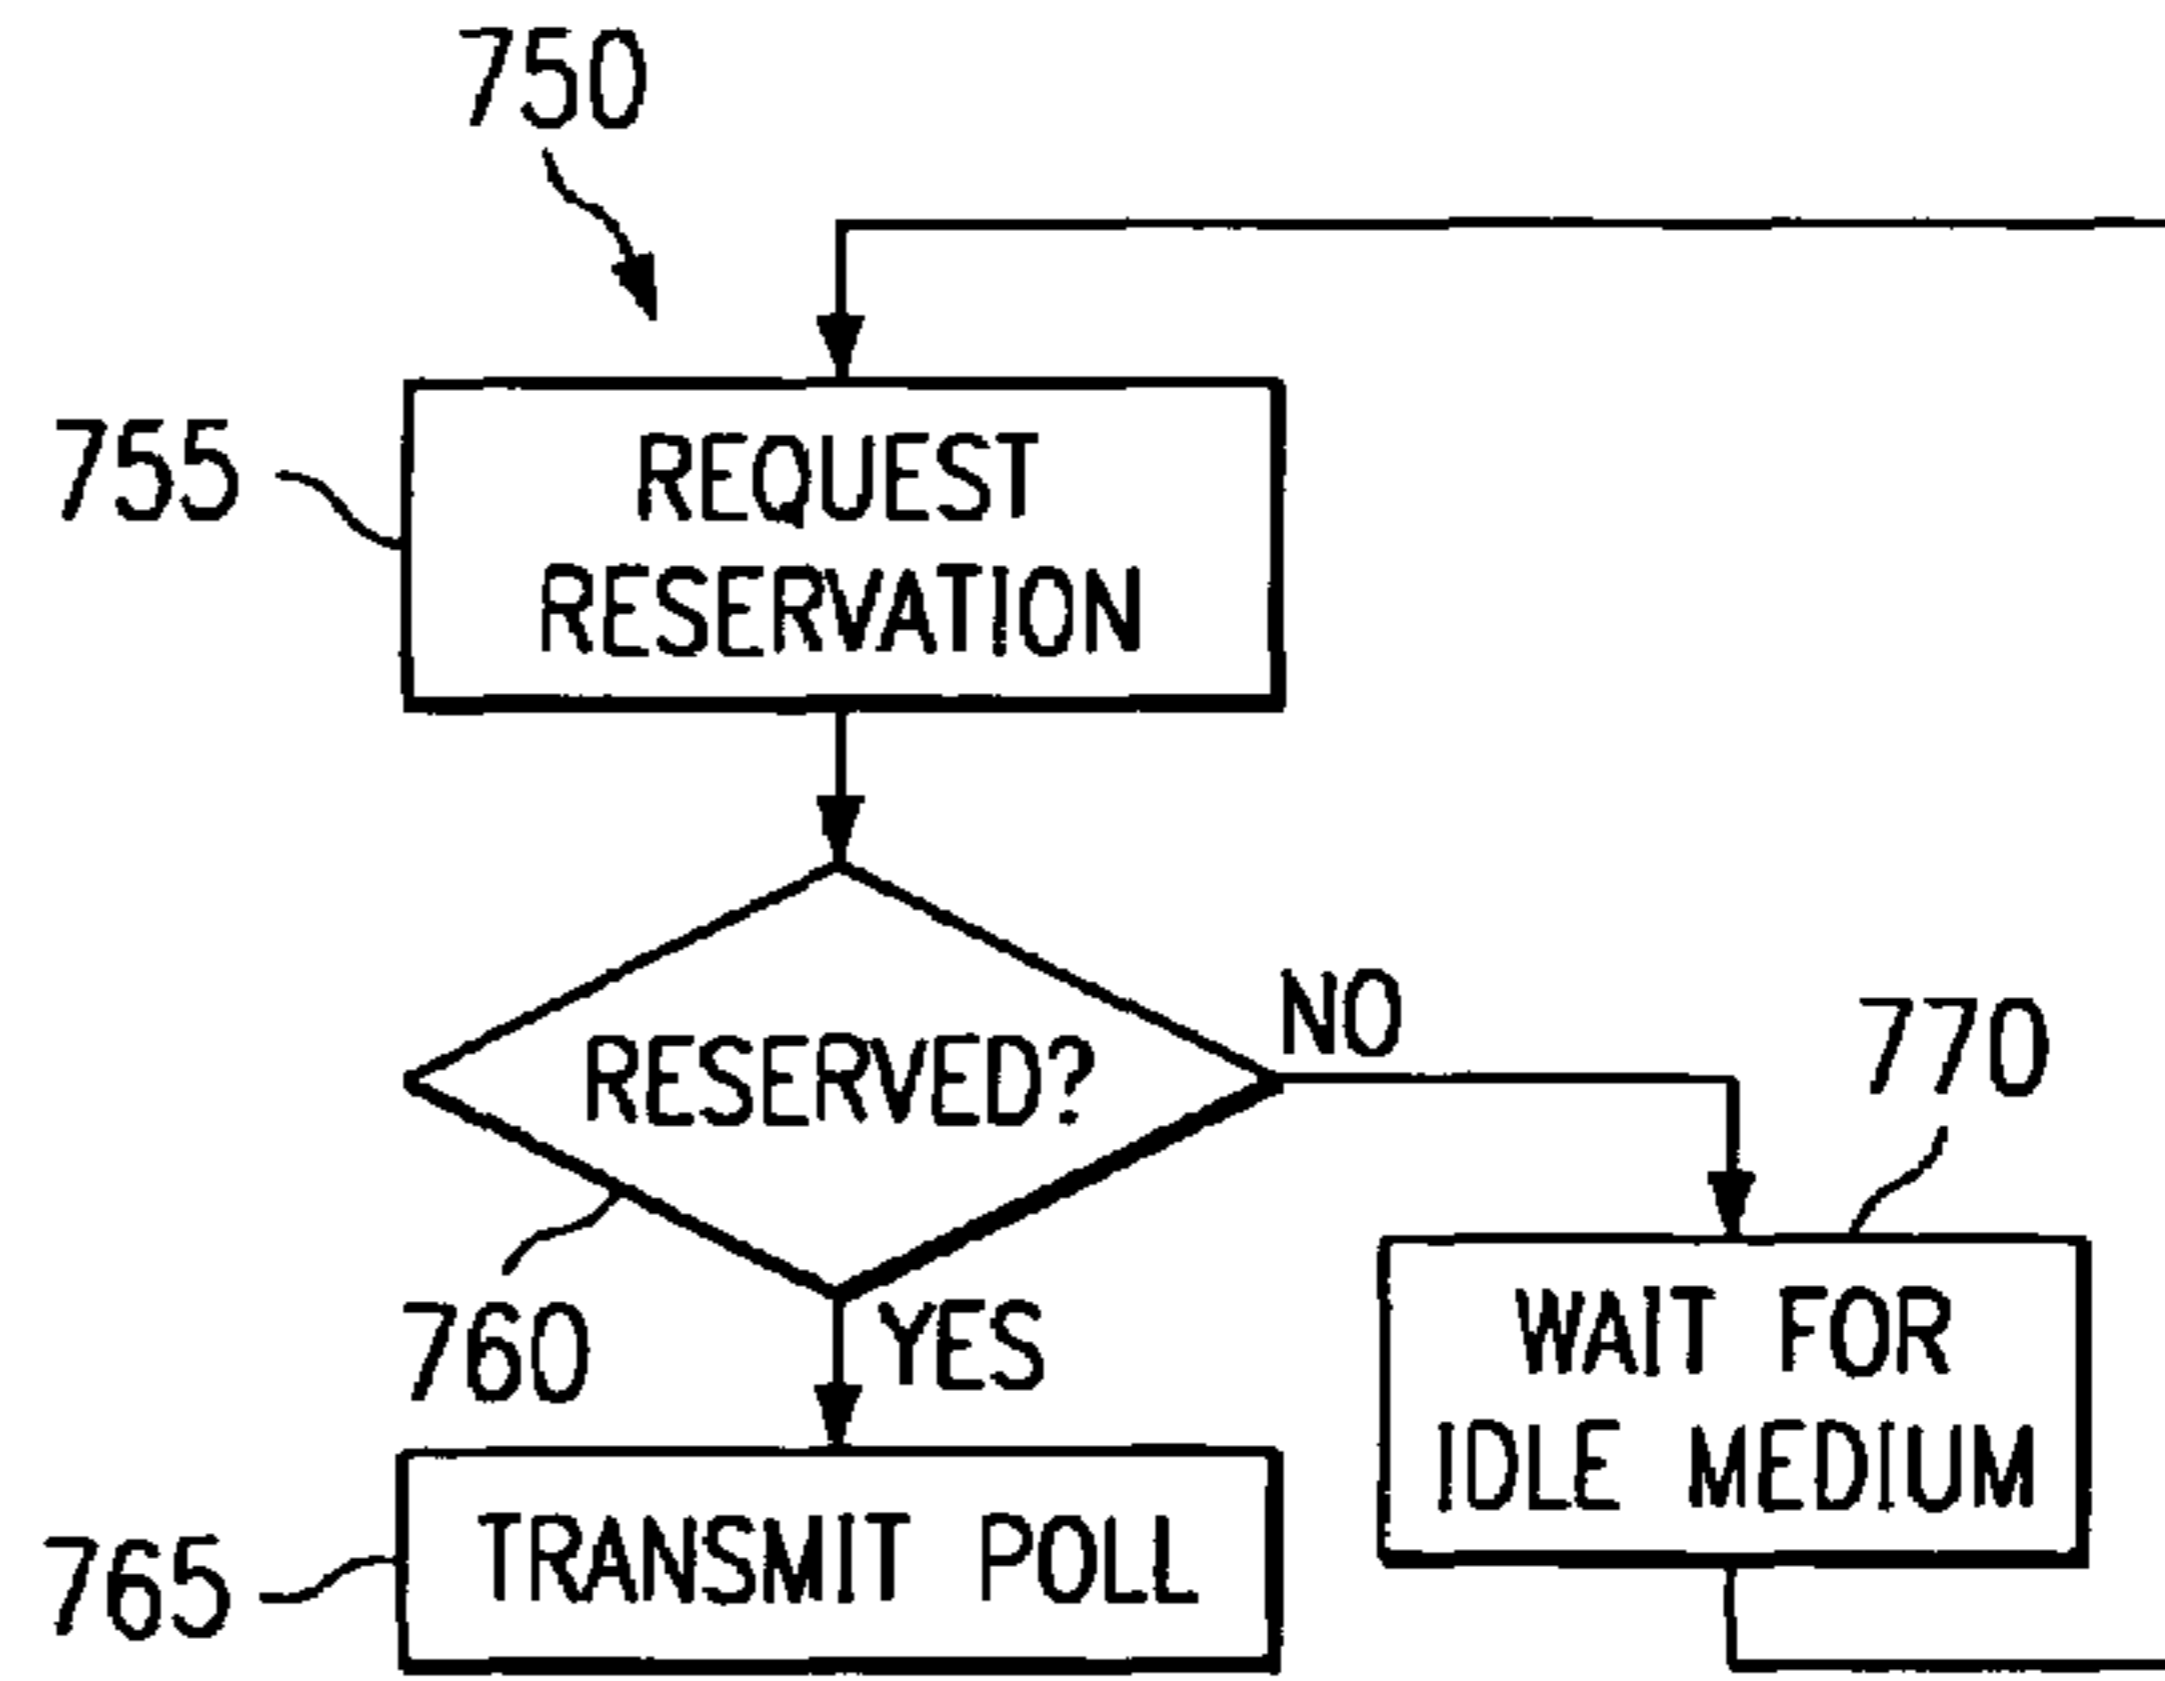 750
755
REQUEST
RESERVATION
RESERVED?
NO
770
760
YES
WAIT FOR
IDLE MEDIUM
765
TRANSMIT POLL